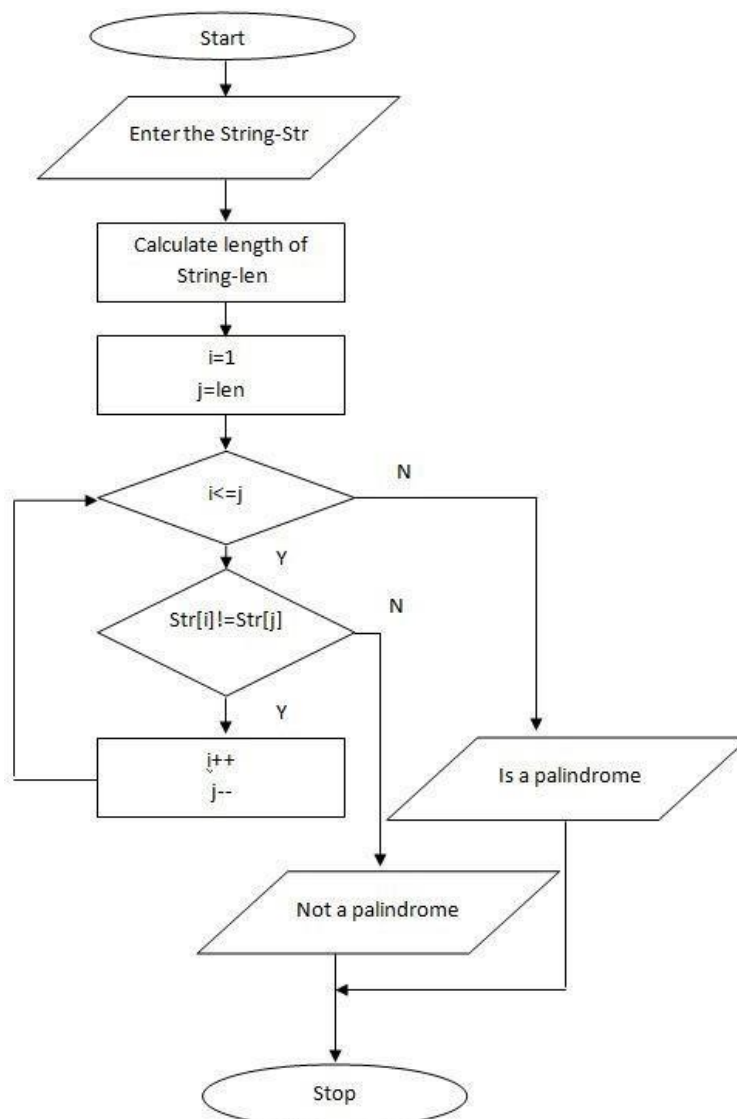 Start
Enter the String-Str
Calculate length of
String-len
i=1
j=len
i<=j
N
Y
Str[i]!=Str[j]
N
Y
i++
j--
Is a palindrome
Not a palindrome
Stop